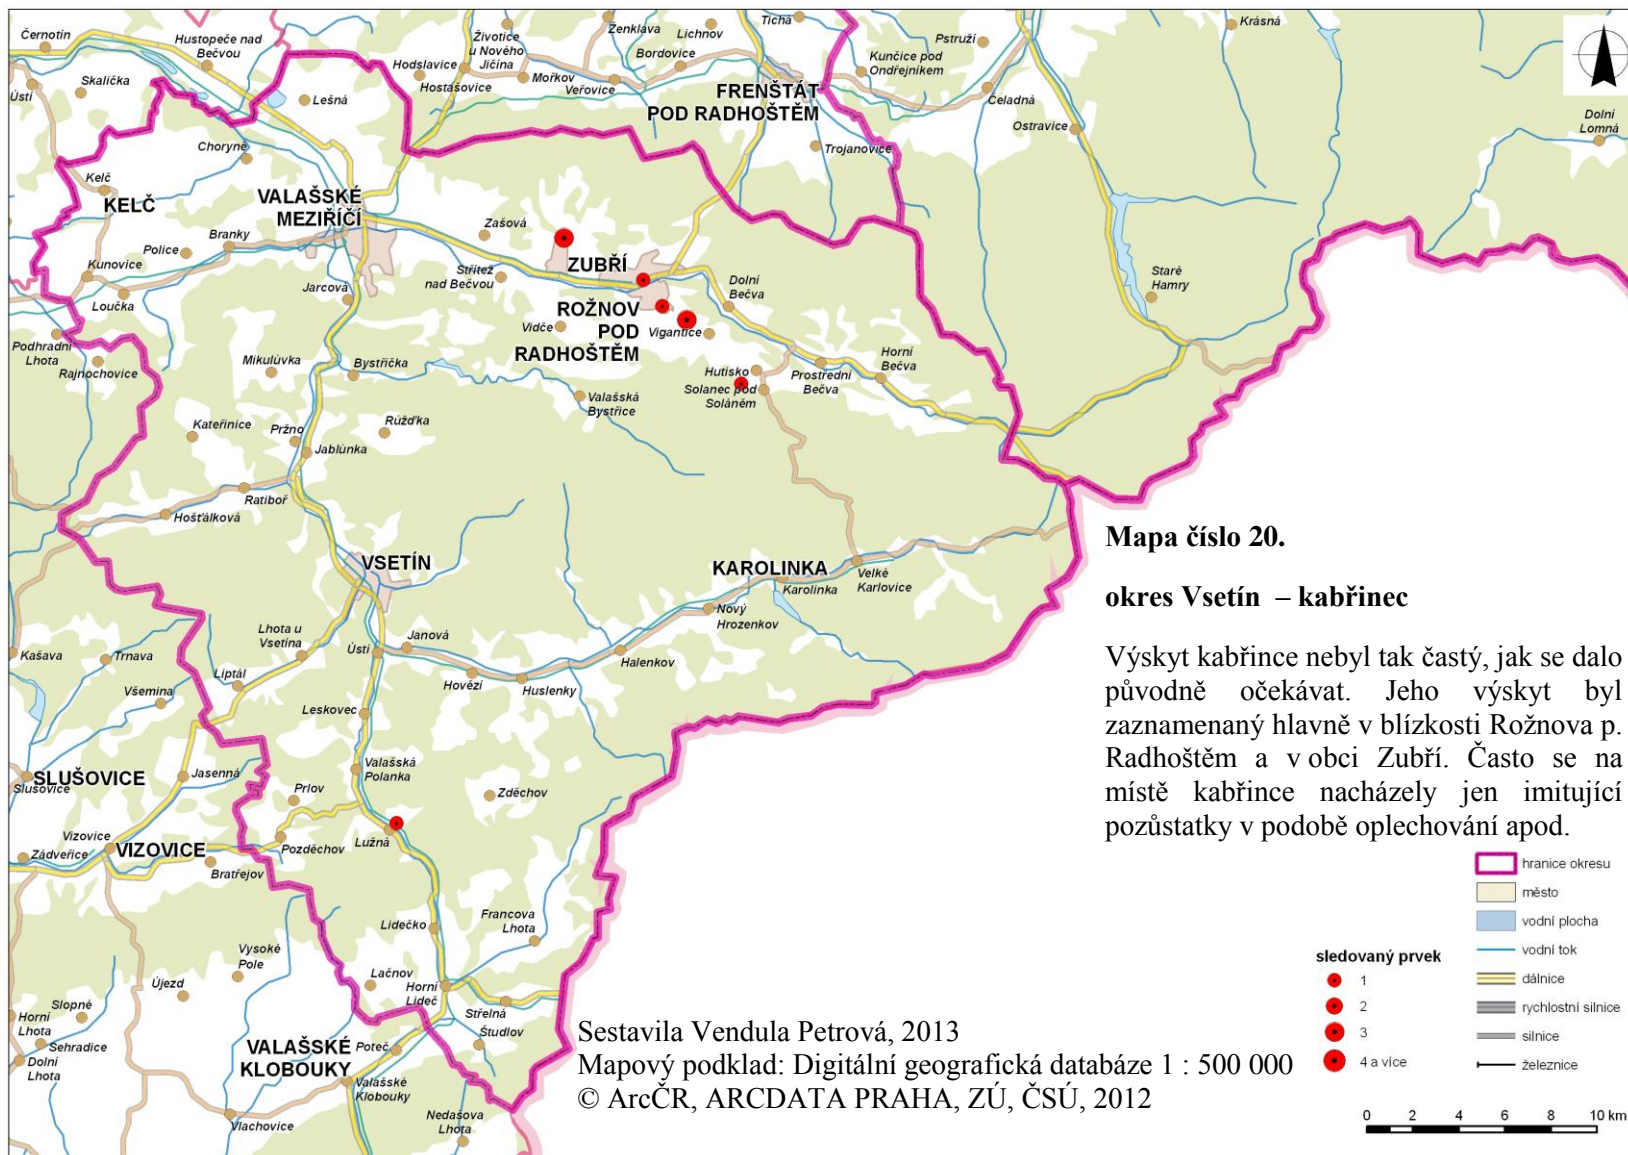 Černotín
Hustopeče nad
Bečvou
Skalička
Ústí
Lešná
Choryně
Kelč
KELČ
VALAŠSKÉ
MEZIŘÍČÍ
Životice
u Nového
Jičína
Hodslavice
Hostašovice
Mořkov
Veřovice
Ženklava
Lichnov
Bordovice
Tichá
FRENŠTÁT
POD RADHOŠTĚM
Trojanovice
Kunčice pod
Ondřejníkem
Pstruží
Čeladná
Ostravice
Krásná
Dolní
Lomná
Staré
Hamry
Police
Branky
Kunovice
Loučka
Jarcová
Zašová
Střítež
nad Bečvou
ZUBŘÍ
ROŽNOV
POD
RADHOŠTĚM
Vidče
Vigantice
Dolní
Bečva
Hutisko
Solanec pod
Soláněm
Prostřední
Bečva
Horní
Bečva
Podhradní
Lhota
Rajnochovice
Mikulůvka
Bystřička
Valašská
Bystřice
Kateřinice
Růžďka
Pržno
Jablůnka
Ratiboř
Hošťálková
VSETÍN
KAROLINKA
Karolinka
Velké
Karlovice
Nový
Hrozenkov
Halenkov
Huslenky
Hovězí
Janová
Ústí
Lhota u
Vsetína
Liptál
Kašava
Trnava
Všemina
Leskovec
SLUŠOVICE
Slušovice
Jasenná
Valašská
Polanka
Prlov
Zděchov
Vizovice
VIZOVICE
Zádveřice
Bratřejov
Pozděchov
Lužná
Lidečko
Francova
Lhota
Vysoké
Pole
Újezd
Lačnov
Horní
Lideč
Střelná
Študlov
Slopné
Horní
Lhota
Sehradice
Dolní
Lhota
VALAŠSKÉ
KLOBOUKY
Poteč
Valašské
Klobouky
Vlachovice
Nedašova
Lhota
Mapa číslo 20.
okres Vsetín – kabřinec
Výskyt kabřince nebyl tak častý, jak se dalo
původně očekávat. Jeho výskyt byl
zaznamenaný hlavně v blízkosti Rožnova p.
Radhoštěm a v obci Zubří. Často se na
místě kabřince nacházely jen imitující
pozůstatky v podobě oplechování apod.
hranice okresu
město
vodní plocha
vodní tok
dálnice
rychlostní silnice
silnice
železnice
sledovaný prvek
1
2
3
4 a více
0 2 4 6 8 10 km
Sestavila Vendula Petrová, 2013
Mapový podklad: Digitální geografická databáze 1 : 500 000
© ArcČR, ARCDATA PRAHA, ZÚ, ČSÚ, 2012